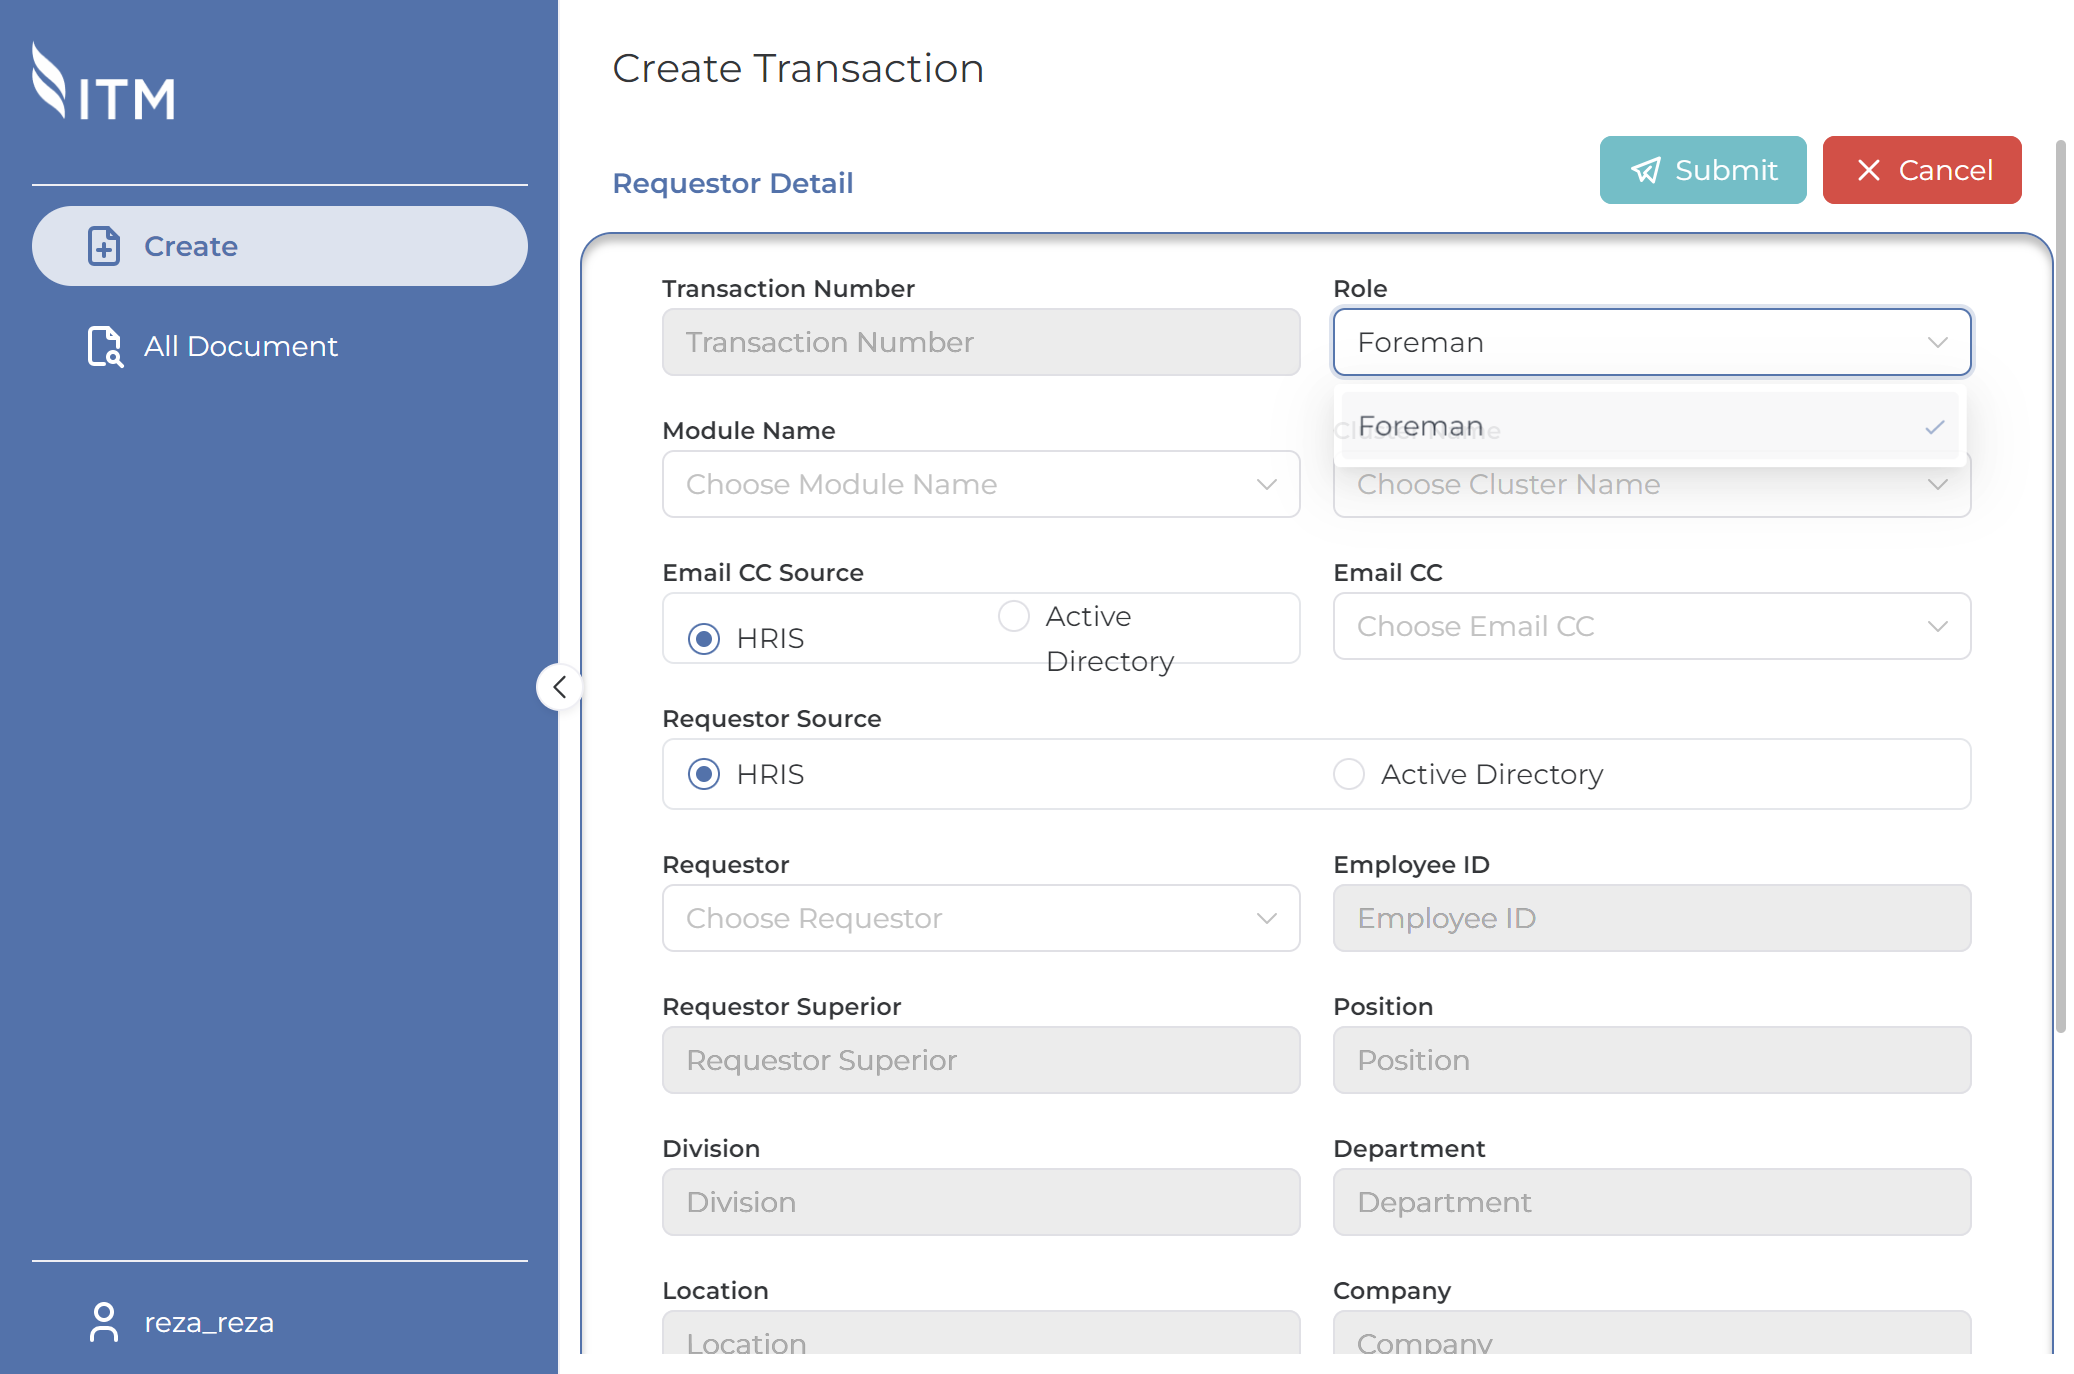 ITM
Create
All Document
reza_reza
Create Transaction
Requestor Detail
Submit
Cancel
Transaction Number
Transaction Number
Role
Foreman
Foreman
Module Name
Choose Module Name
Cluster Name
Choose Cluster Name
Email CC Source
HRIS
Active
Directory
Email CC
Choose Email CC
Requestor Source
HRIS
Active Directory
Requestor
Choose Requestor
Employee ID
Employee ID
Requestor Superior
Requestor Superior
Position
Position
Division
Division
Department
Department
Location
Location
Company
Company